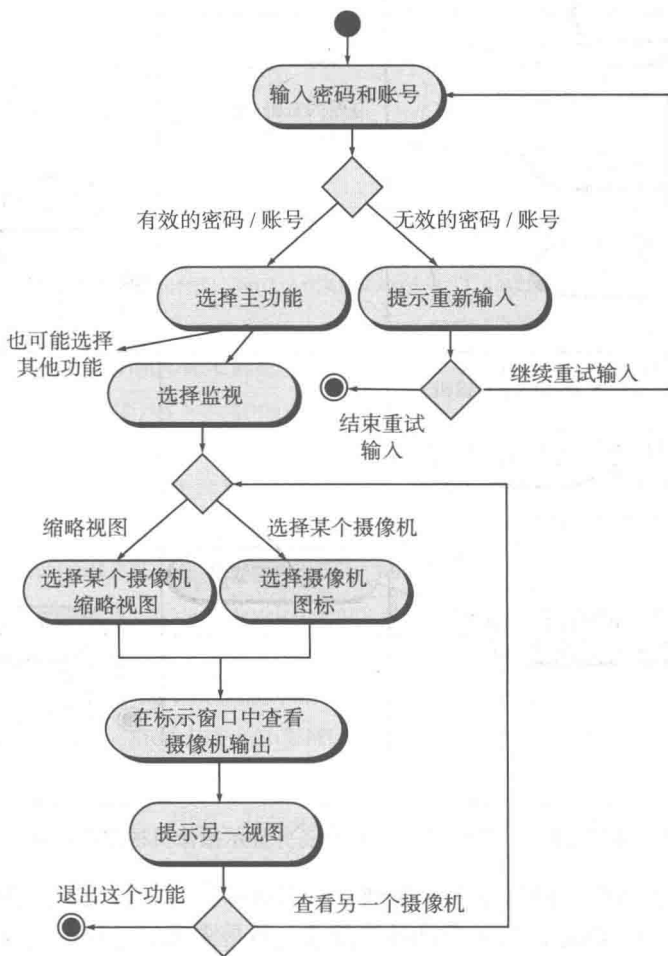 输入密码和账号
有效的密码 / 账号
无效的密码 / 账号
选择主功能
提示重新输入
也可能选择
其他功能
选择监视
继续重试输入
结束重试
输入
缩略视图
选择某个摄像机
选择某个摄像机
缩略视图
选择摄像机
图标
在标示窗口中查看
摄像机输出
提示另一视图
退出这个功能
查看另一个摄像机